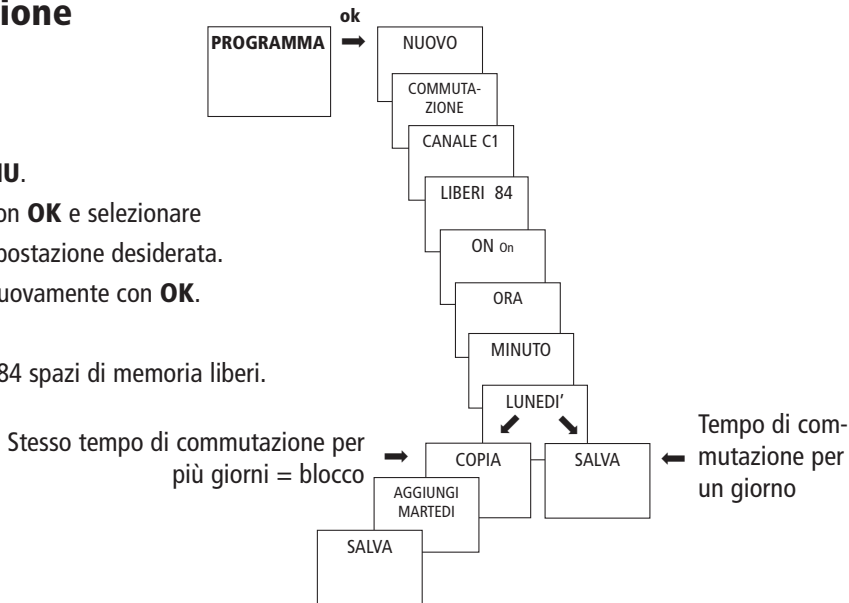 ione
ok
PROGRAMMA
NUOVO
COMMUTA-
ZIONE
CANALE C1
LIBERI 84
ON On
ORA
MINUTO
LUNEDI’
COPIA
SALVA
AGGIUNGI
MARTEDI
SALVA
IU.
on OK e selezionare
postazione desiderata.
uovamente con OK.
84 spazi di memoria liberi.
Stesso tempo di commutazione per
più giorni = blocco
Tempo di com-
mutazione per
un giorno